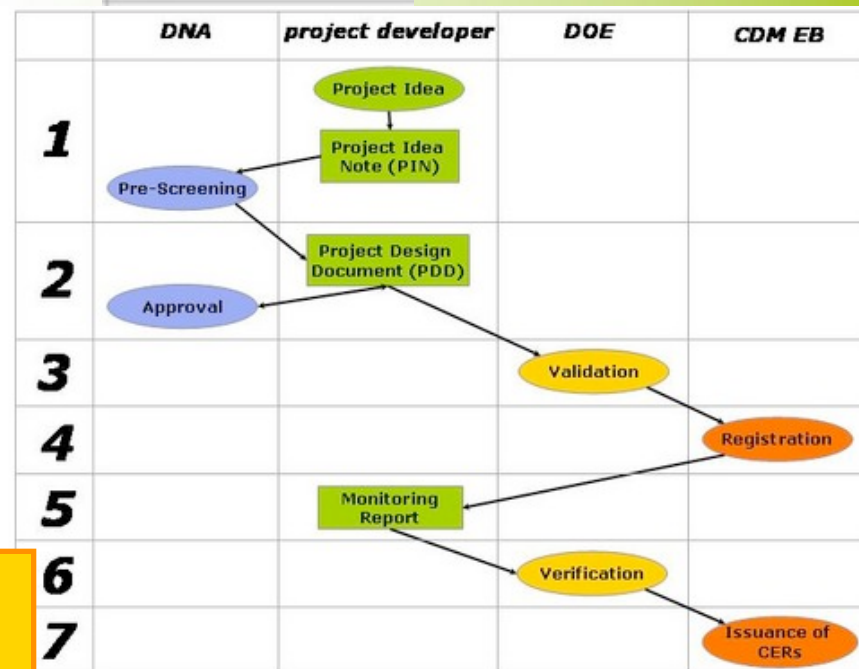 DNA project developer DOE CDM EB
1
Project Idea
Project Idea
Note (PIN)
Pre-Screening
2
Project Design
Document (PDD)
Approval
3
Validation
4
Registration
5
Monitoring
Report
6
Verification
7
Issuance of
CERs